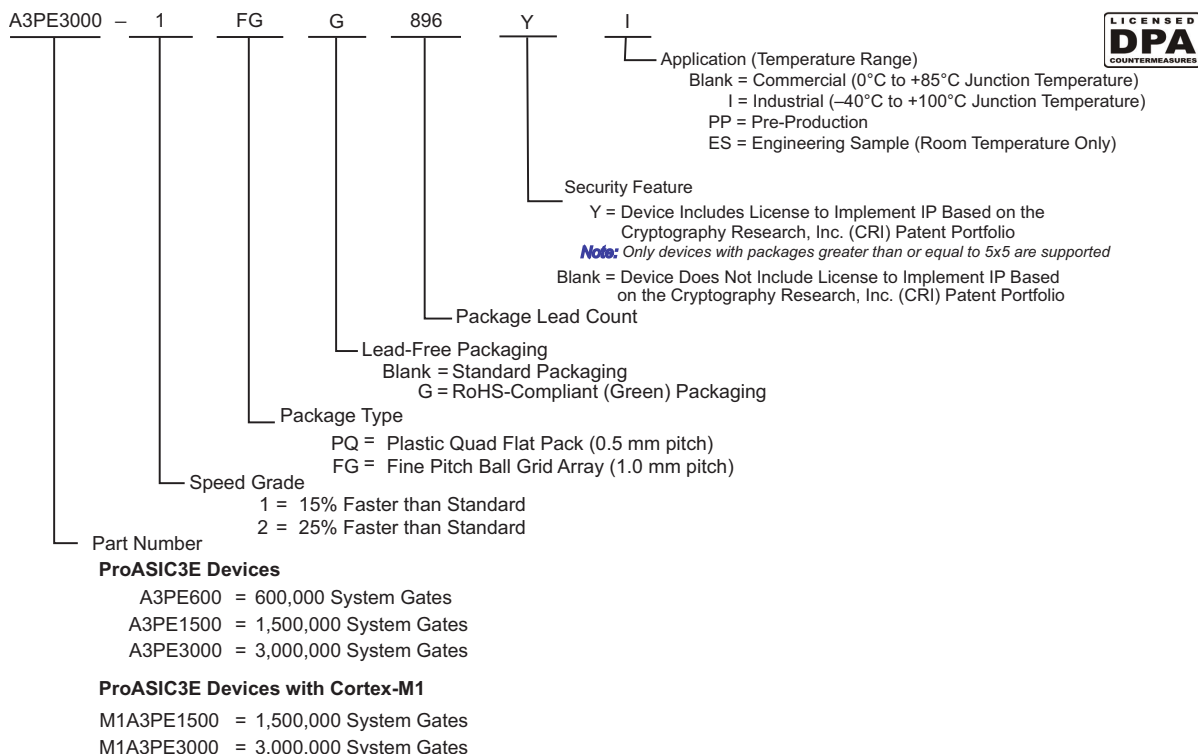 A3PE3000 – 1 FG G 896 Y I
LICENSED
DPA
COUNTERMEASURES
Application (Temperature Range)
Blank = Commercial (0°C to +85°C Junction Temperature)
I = Industrial (–40°C to +100°C Junction Temperature)
PP = Pre-Production
ES = Engineering Sample (Room Temperature Only)
Security Feature
Y = Device Includes License to Implement IP Based on the
Cryptography Research, Inc. (CRI) Patent Portfolio
Note: Only devices with packages greater than or equal to 5x5 are supported
Blank = Device Does Not Include License to Implement IP Based
on the Cryptography Research, Inc. (CRI) Patent Portfolio
Package Lead Count
Lead-Free Packaging
Blank = Standard Packaging
G = RoHS-Compliant (Green) Packaging
Package Type
PQ = Plastic Quad Flat Pack (0.5 mm pitch)
FG = Fine Pitch Ball Grid Array (1.0 mm pitch)
Speed Grade
1 = 15% Faster than Standard
2 = 25% Faster than Standard
Part Number
ProASIC3E Devices
A3PE600 = 600,000 System Gates
A3PE1500 = 1,500,000 System Gates
A3PE3000 = 3,000,000 System Gates
ProASIC3E Devices with Cortex-M1
M1A3PE1500 = 1,500,000 System Gates
M1A3PE3000 = 3,000,000 System Gates